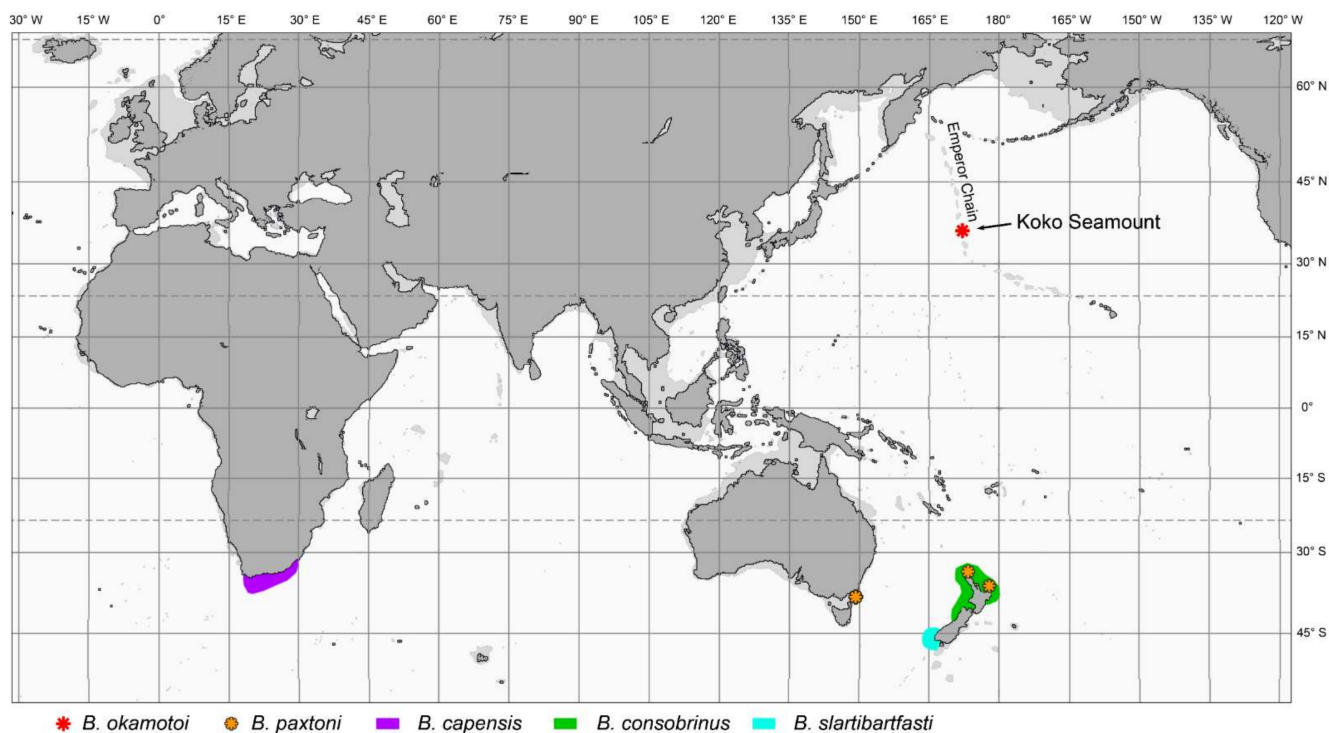 30° W 15° W 0° 15° E 30° E 45° E 60° E 75° E 90° E 105° E 120° E 135° E 150° E 165° E 180° E 165° W 150° W 135° W 120° W
60° N
Emperor Chain
45° N
Koko Seamount
30° N
15° N
0°
15° S
30° S
45° S
B. okamotoi B. paxtoni B. capensis B. consobrinus B. slartibartfasti